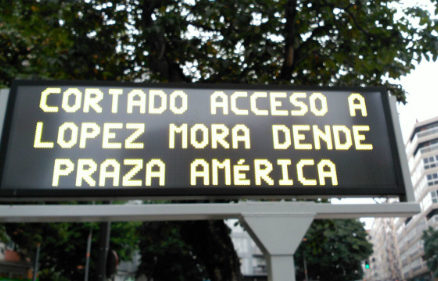 CORTADO ACCESO A
LOPEZ MORA DENDE
PRAZA AMéRICA